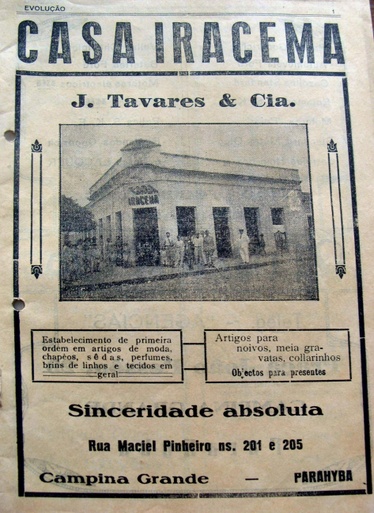 EVOLUÇÃO
1
CASA IRACEMA
J. Tavares & Cia.
CASA
IRACEMA
Estabelecimento de primeira
ordem em artigos de moda,
chapéos, sêdas, perfumes,
brins de linhos e tecidos em
geral
Artigos para
noivos, meia gra-
vatas, collarinhos
Objectos para presentes
Sinceridade absoluta
Rua Maciel Pinheiro ns. 201 e 205
Campina Grande — PARAHYBA